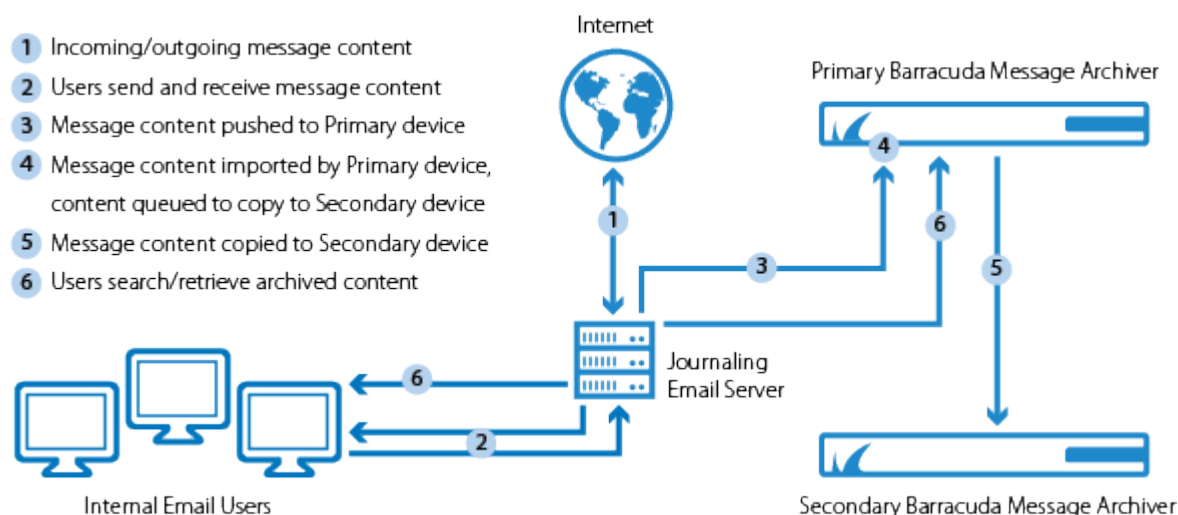 Internet
1 Incoming/outgoing message content
2 Users send and receive message content
3 Message content pushed to Primary device
4 Message content imported by Primary device,
content queued to copy to Secondary device
5 Message content copied to Secondary device
6 Users search/retrieve archived content
Primary Barracuda Message Archiver
4
1
6
3
5
Journaling
Email Server
6
2
Internal Email Users
Secondary Barracuda Message Archiver